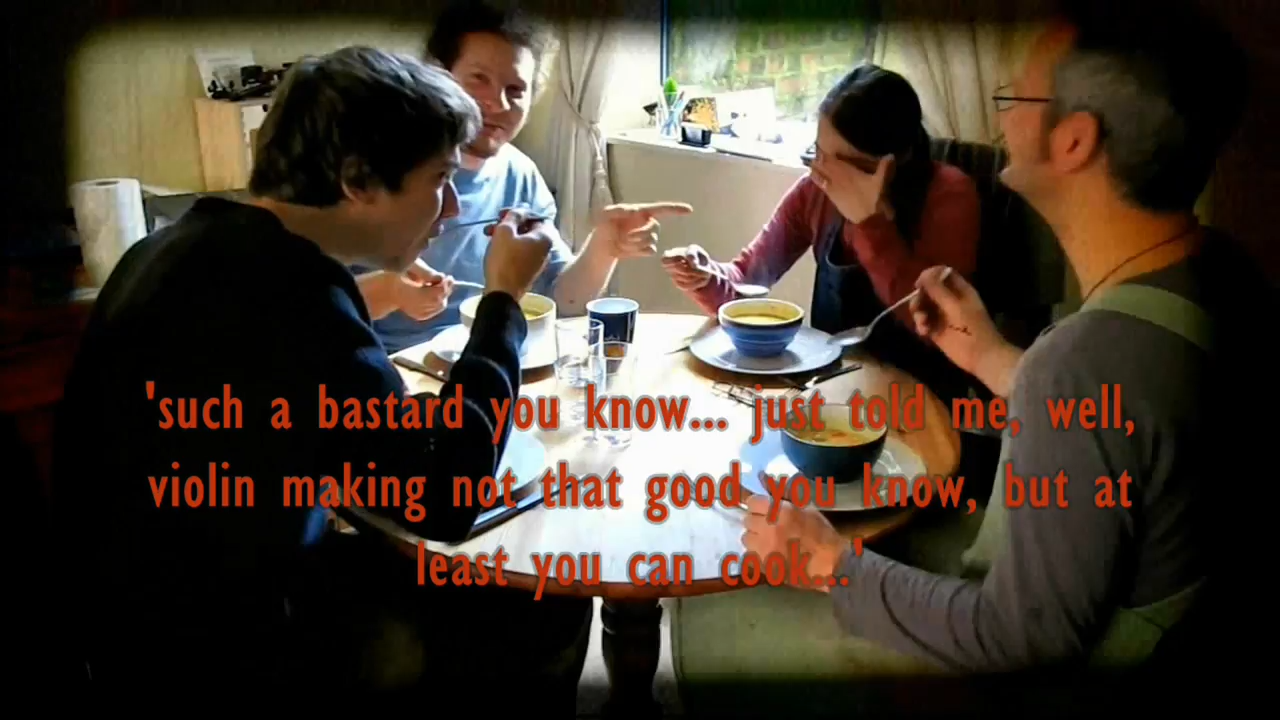 'such a bastard you know... just told me, well,
violin making not that good you know, but at
least you can cook...'